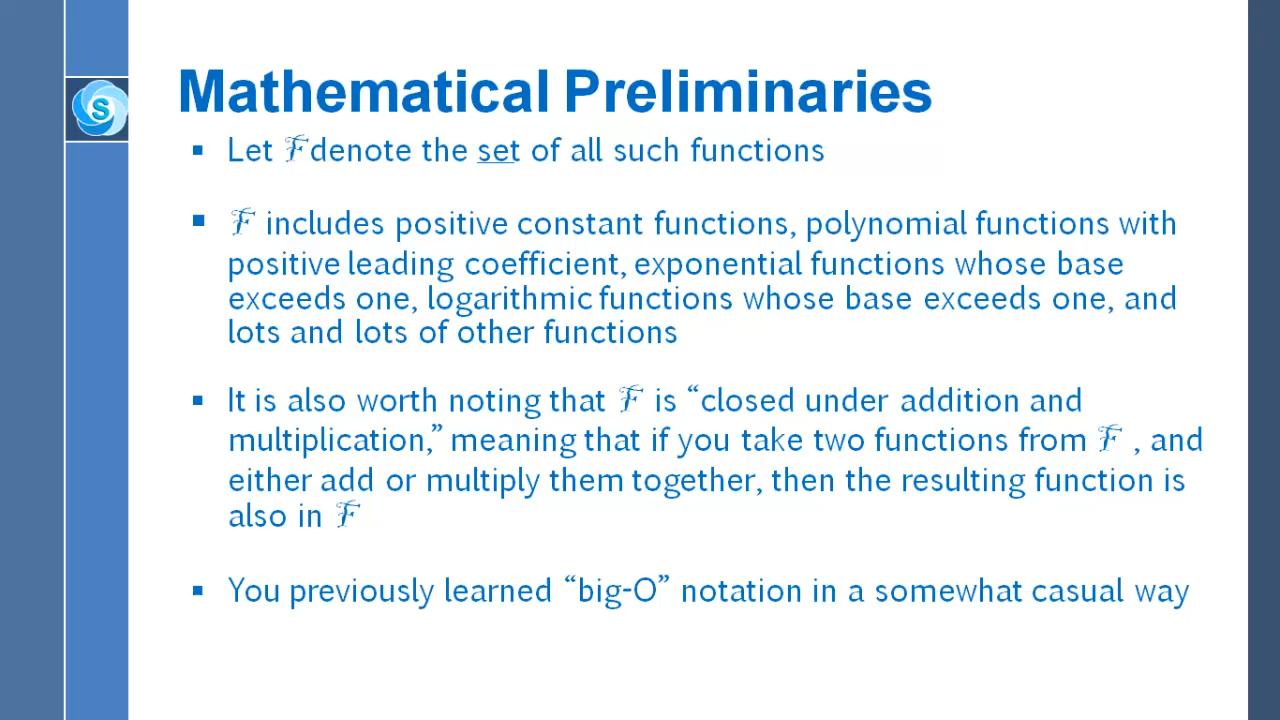 S
Mathematical Preliminaries
▪ Let ℱ denote the set of all such functions
▪ ℱ includes positive constant functions, polynomial functions with
positive leading coefficient, exponential functions whose base
exceeds one, logarithmic functions whose base exceeds one, and
lots and lots of other functions
▪ It is also worth noting that ℱ is “closed under addition and
multiplication,” meaning that if you take two functions from ℱ , and
either add or multiply them together, then the resulting function is
also in ℱ
▪ You previously learned “big-O” notation in a somewhat casual way